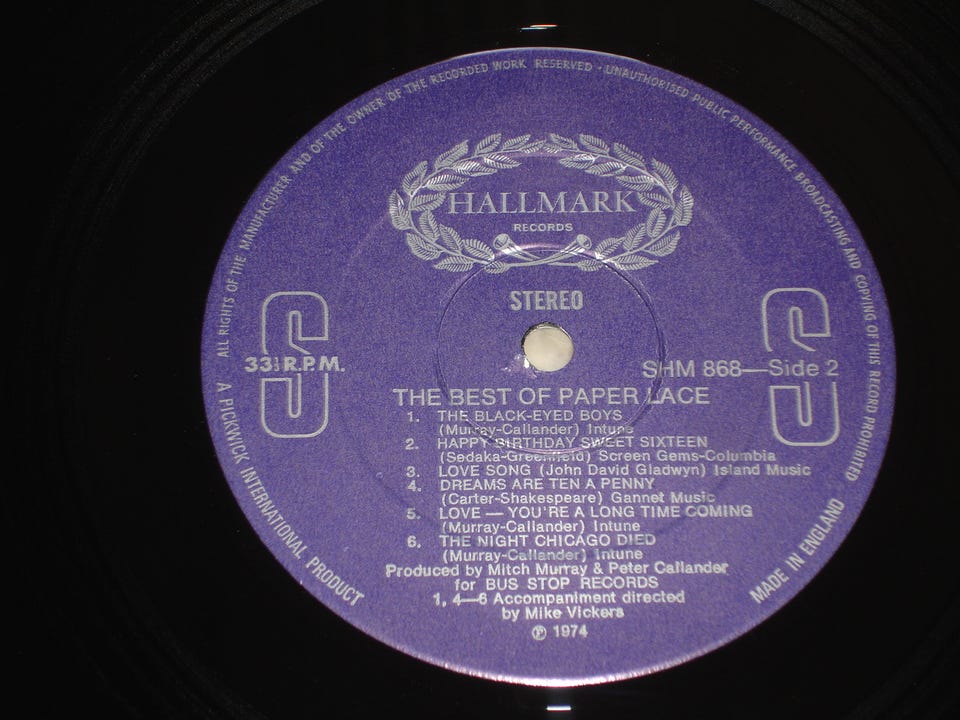 ALL RIGHTS OF THE MANUFACTURER AND OF THE OWNER OF THE RECORDED WORK RESERVED - UNAUTHORISED PUBLIC PERFORMANCE BROADCASTING AND COPYING OF THIS RECORD PROHIBITED
HALLMARK
RECORDS
STEREO
S S
33⅓ R.P.M.
SHM 868—Side 2
THE BEST OF PAPER LACE
1. THE BLACK-EYED BOYS
(Murray-Callander) Intune
2. HAPPY BIRTHDAY SWEET SIXTEEN
(Sedaka-Greenfield) Screen Gems-Columbia
3. LOVE SONG (John David Gladwyn) Island Music
4. DREAMS ARE TEN A PENNY
(Carter-Shakespeare) Gannet Music
5. LOVE — YOU'RE A LONG TIME COMING
(Murray-Callander) Intune
6. THE NIGHT CHICAGO DIED
(Murray-Callander) Intune
Produced by Mitch Murray & Peter Callander
for BUS STOP RECORDS
1, 4—6 Accompaniment directed
by Mike Vickers
℗ 1974
A PICKWICK INTERNATIONAL PRODUCT
MADE IN ENGLAND